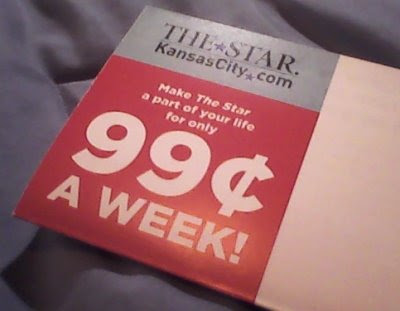 THE★STAR.
KansasCity★com
Make The Star
a part of your life
for only
99¢
A WEEK!